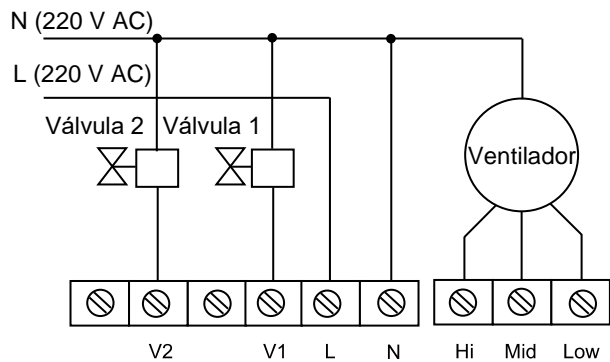 N (220 V AC)
L (220 V AC)
Válvula 2 Válvula 1
Ventilador
V2 V1 L N Hi Mid Low